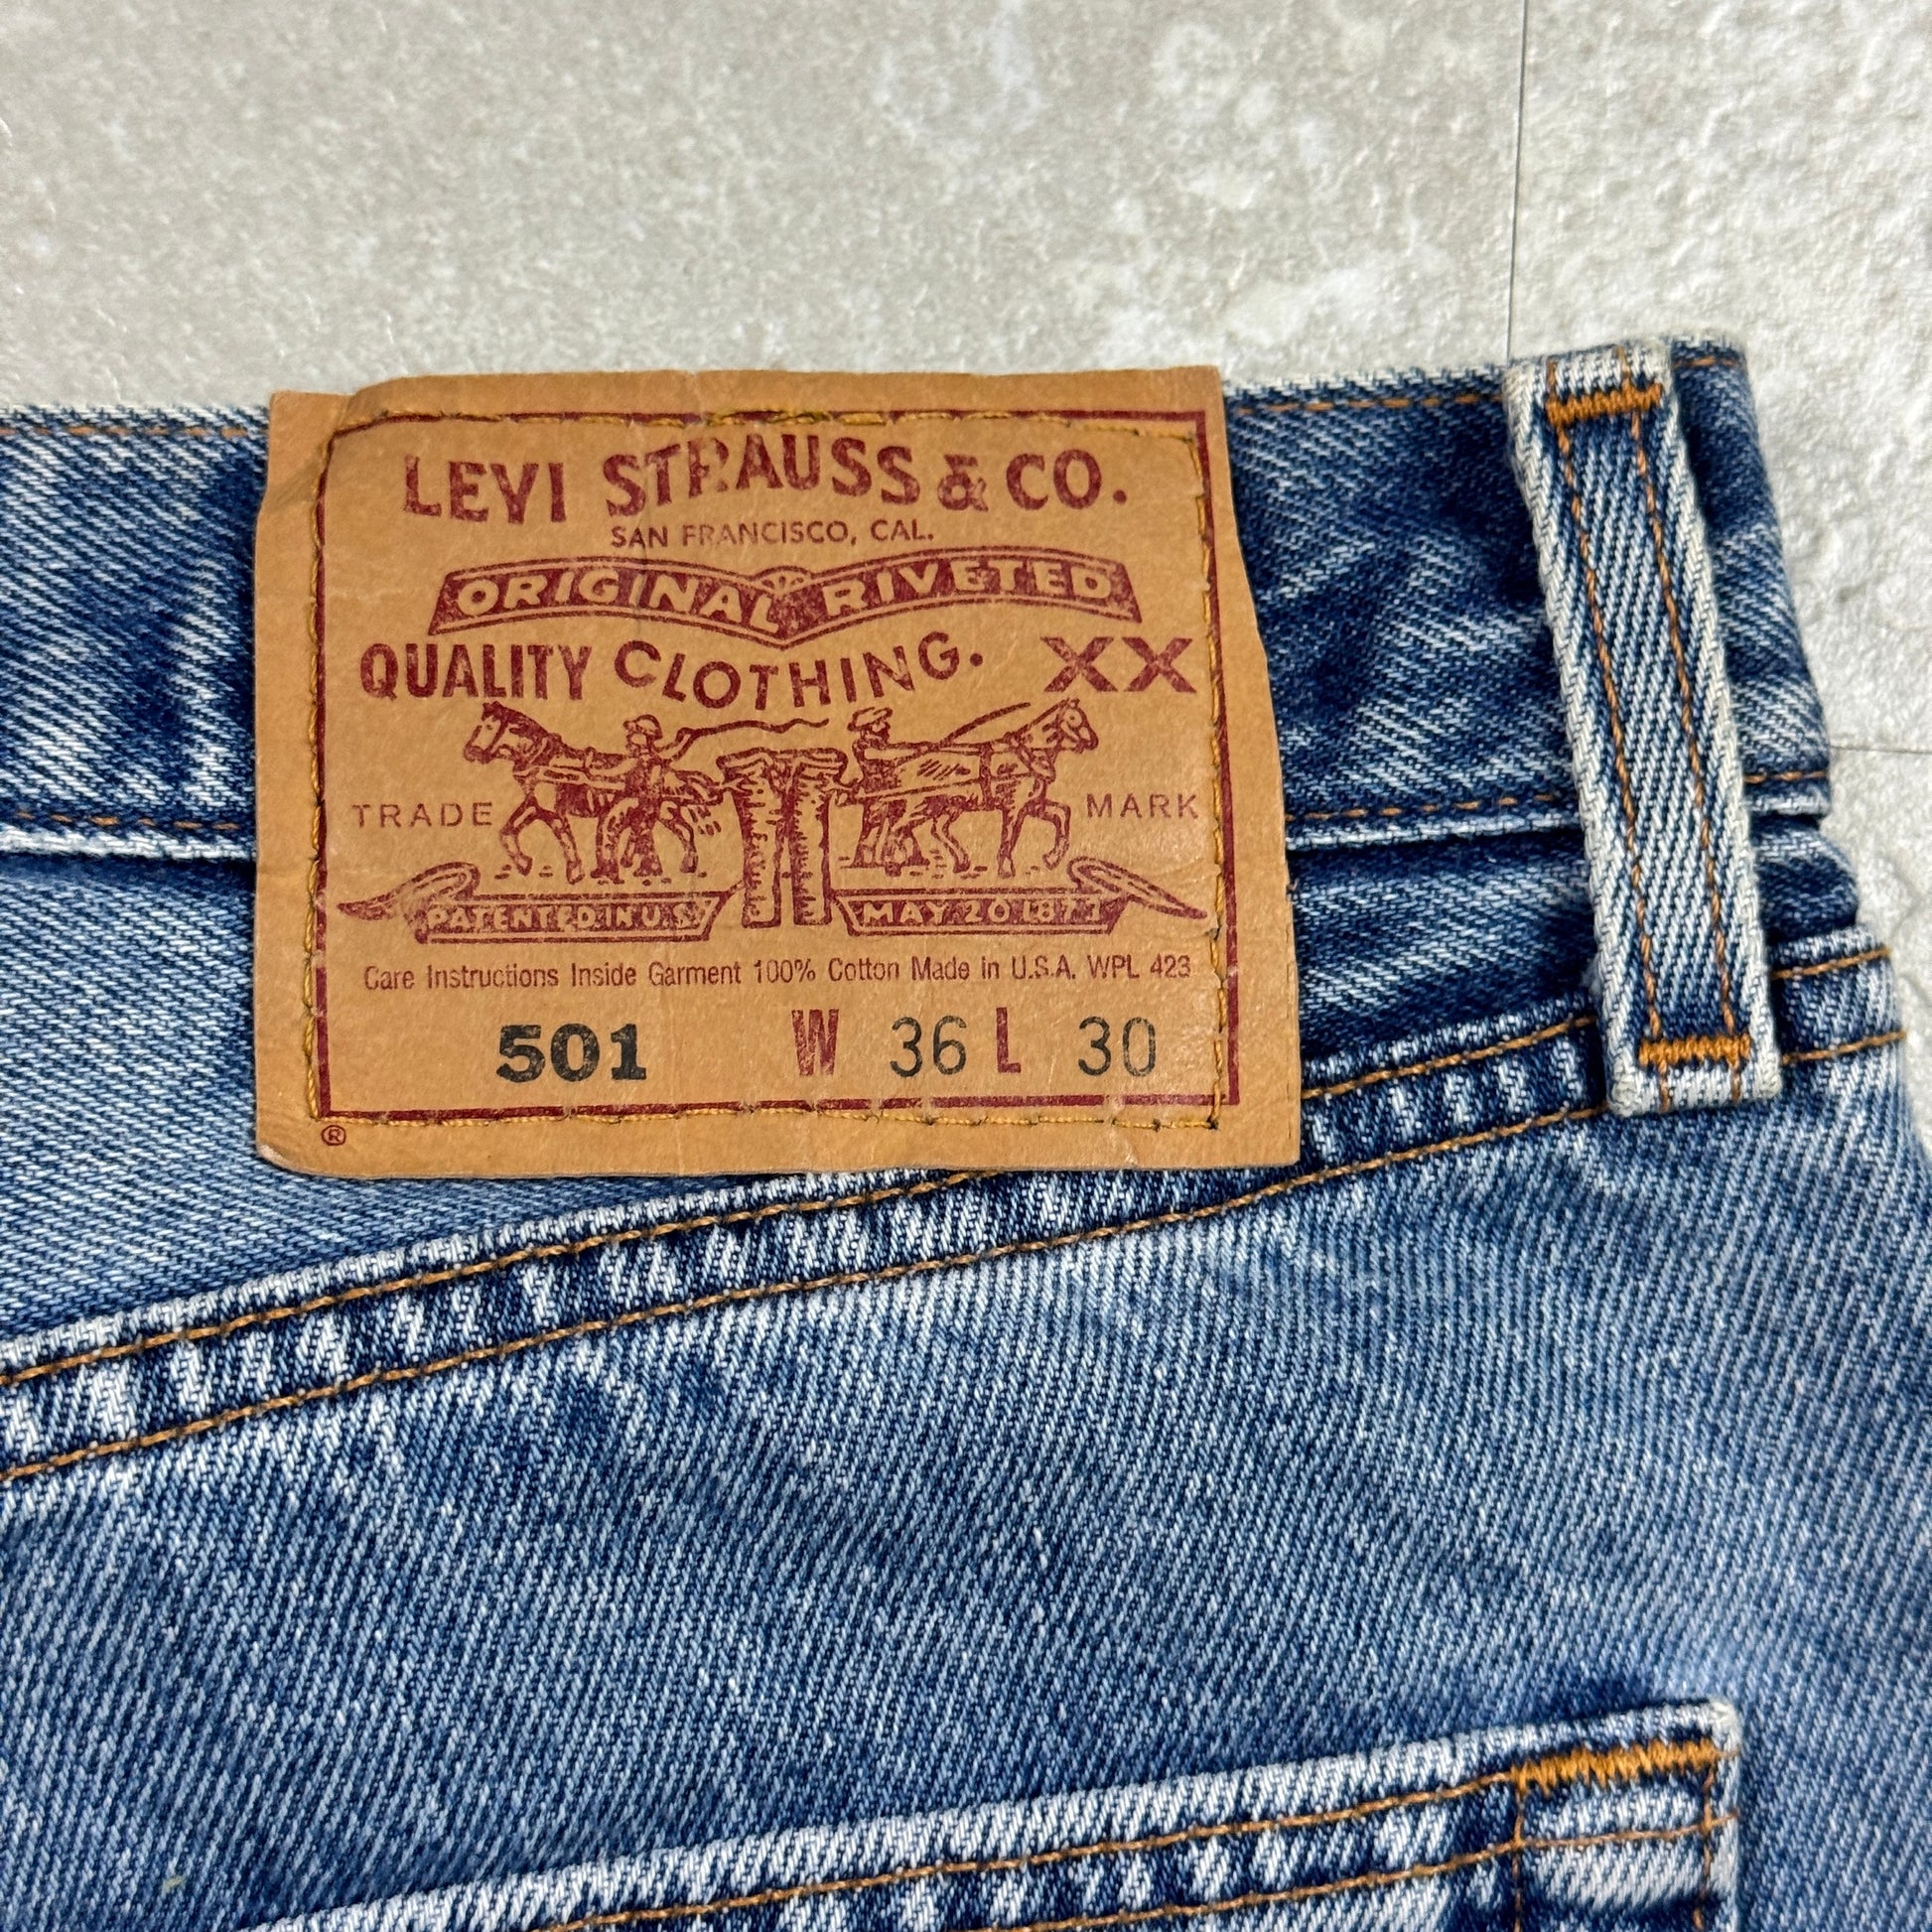 LEVI STRAUSS & CO.
SAN FRANCISCO, CAL.
ORIGINAL RIVETED
QUALITY CLOTHING. XX
TRADE MARK
PATENTED IN U.S. MAY 20 1873
Care Instructions Inside Garment 100% Cotton Made in U.S.A. WPL 423
501 W 36 L 30
®